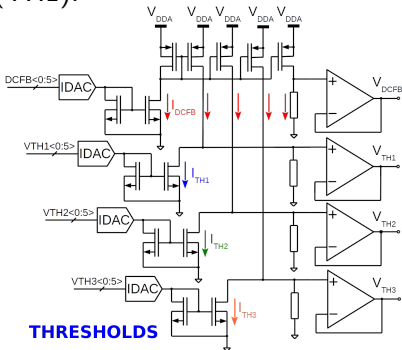 (VTH1).
VDDA VDDA VDDA VDDA VDDA
DCFB<0:5> IDAC + - VDCFB
IDCFB
VTH1<0:5> IDAC + - VTH1
ITH1
VTH2<0:5> IDAC + - VTH2
ITH2
VTH3<0:5> IDAC + - VTH3
ITH3
THRESHOLDS